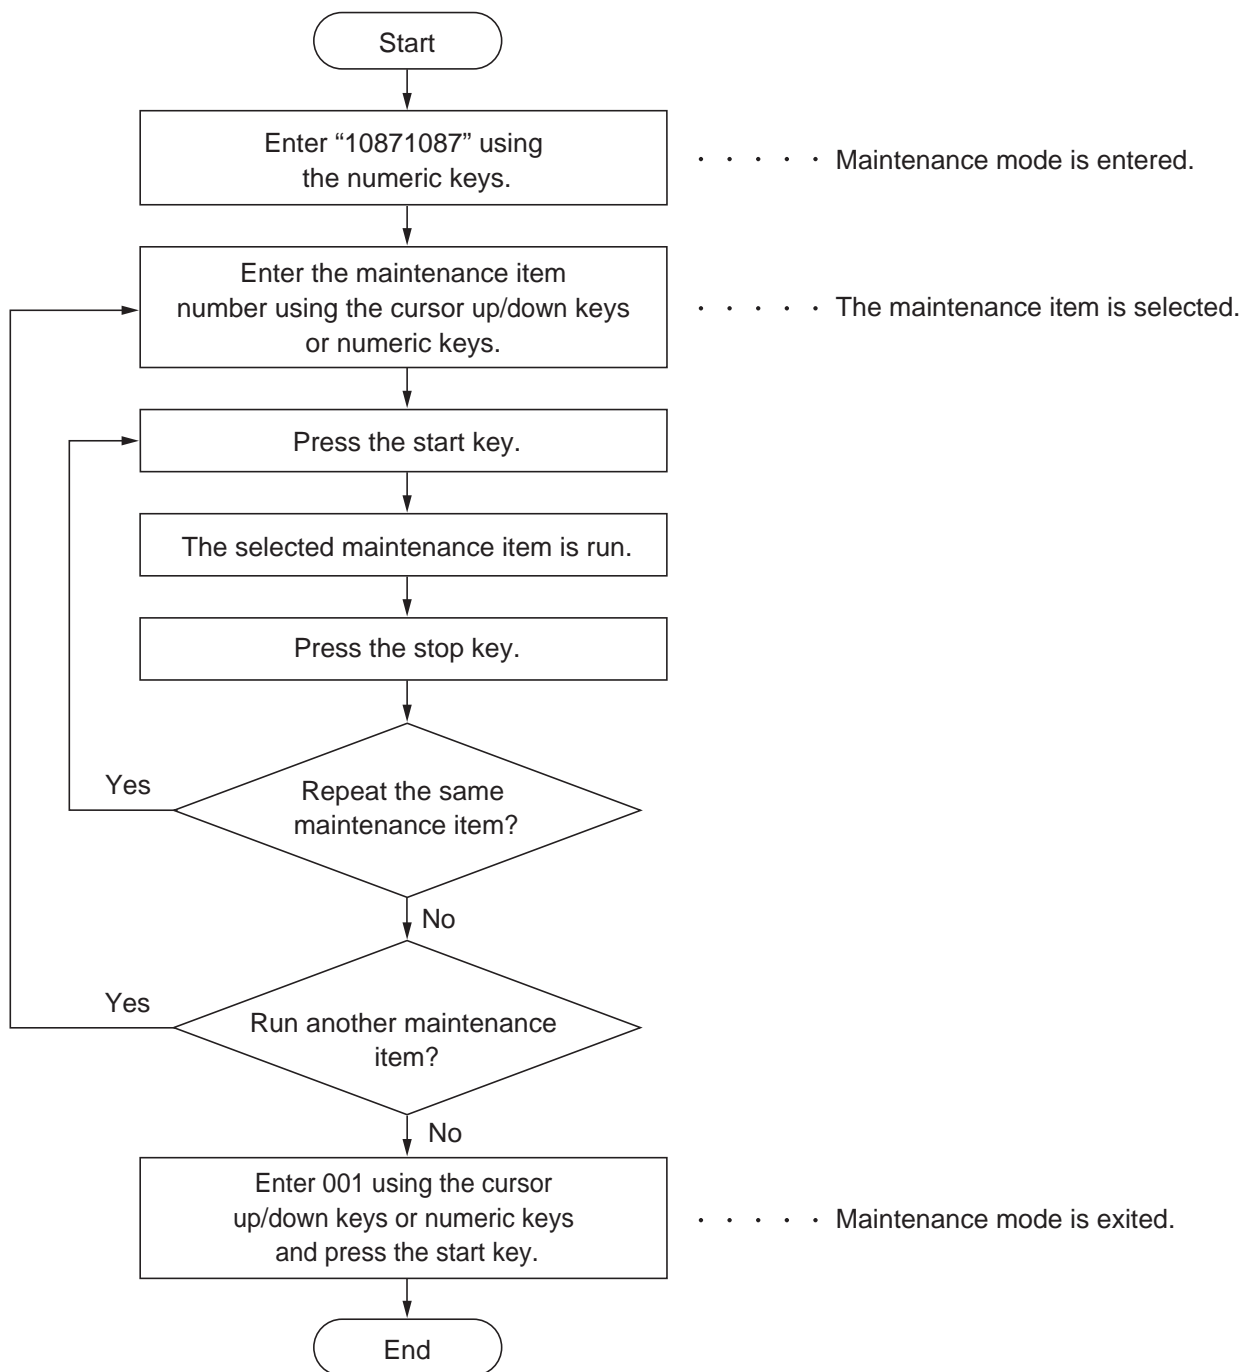 Start
Enter “10871087” using
the numeric keys.
· · · · · Maintenance mode is entered.
Enter the maintenance item
number using the cursor up/down keys
or numeric keys.
· · · · · The maintenance item is selected.
Press the start key.
The selected maintenance item is run.
Press the stop key.
Yes
Repeat the same
maintenance item?
No
Yes
Run another maintenance
item?
No
Enter 001 using the cursor
up/down keys or numeric keys
and press the start key.
· · · · · Maintenance mode is exited.
End